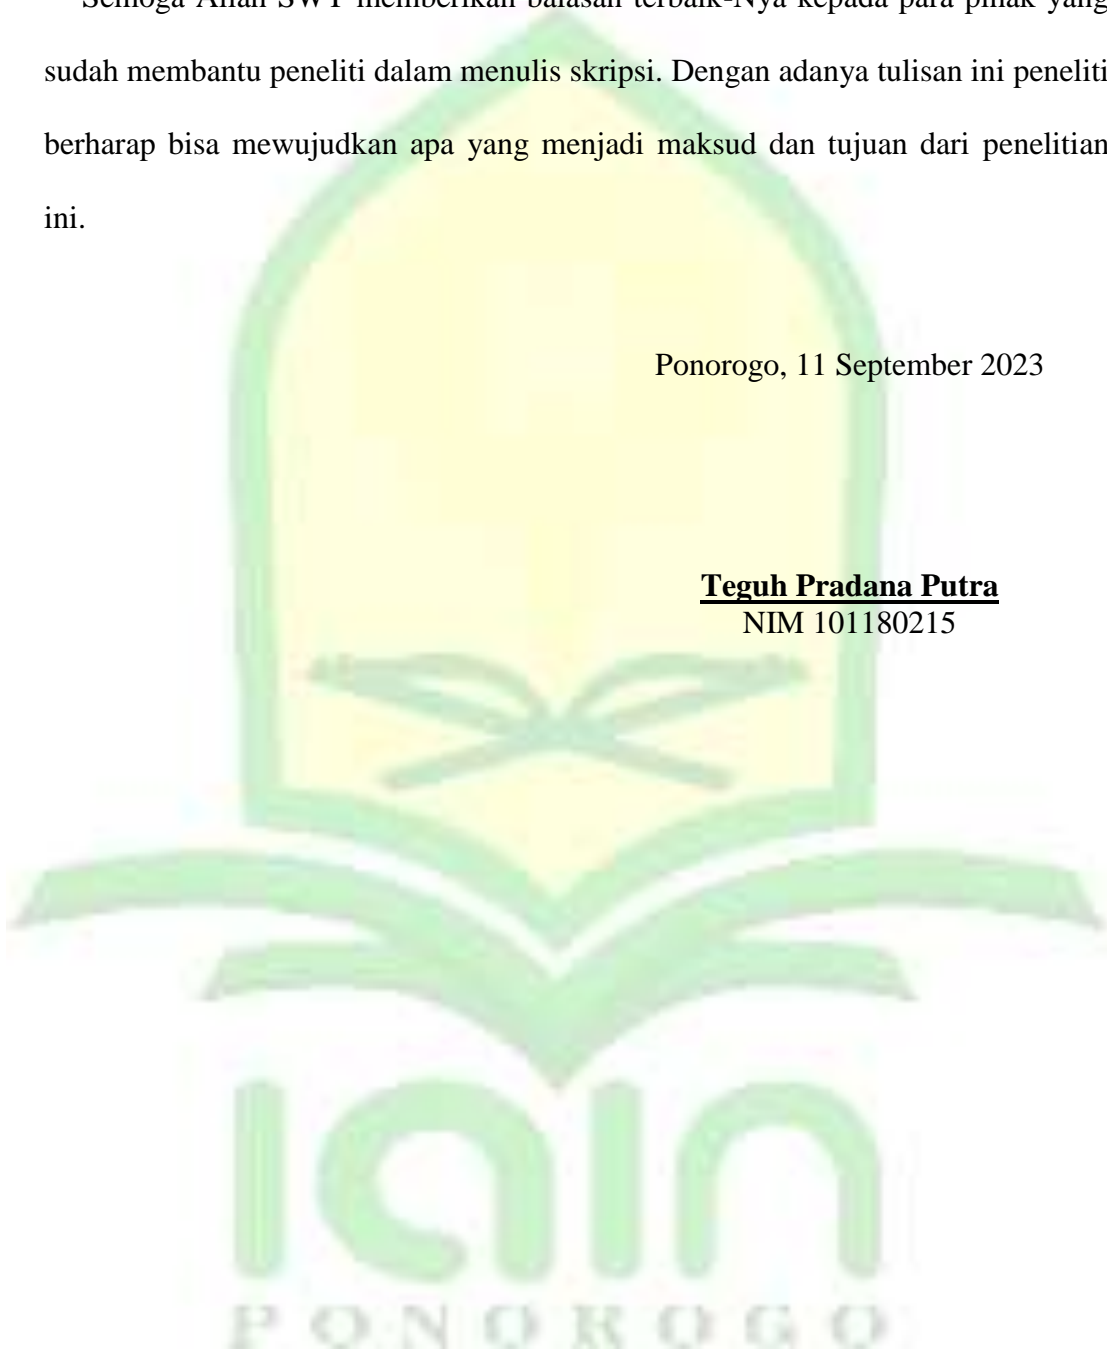 Semoga Allah SWT memberikan balasan terbaik-Nya kepada para pihak yang
sudah membantu peneliti dalam menulis skripsi. Dengan adanya tulisan ini peneliti
berharap bisa mewujudkan apa yang menjadi maksud dan tujuan dari penelitian
ini.
Ponorogo, 11 September 2023
Teguh Pradana Putra
NIM 101180215
iain
PONOROGO